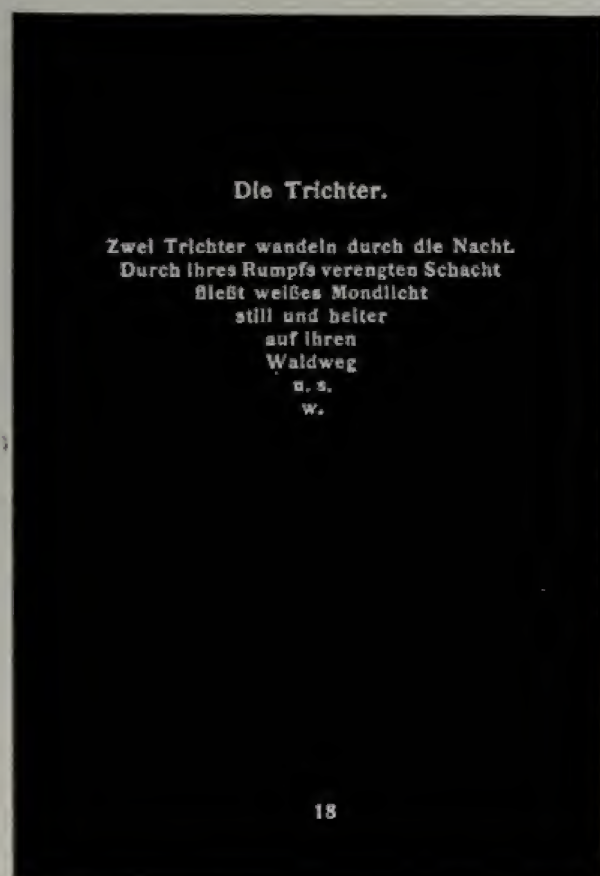 Die Trichter.
Zwei Trichter wandeln durch die Nacht.
Durch ihres Rumpfs verengten Schacht
fließt weißes Mondlicht
still und heiter
auf ihren
Waldweg
u. s.
w.
18